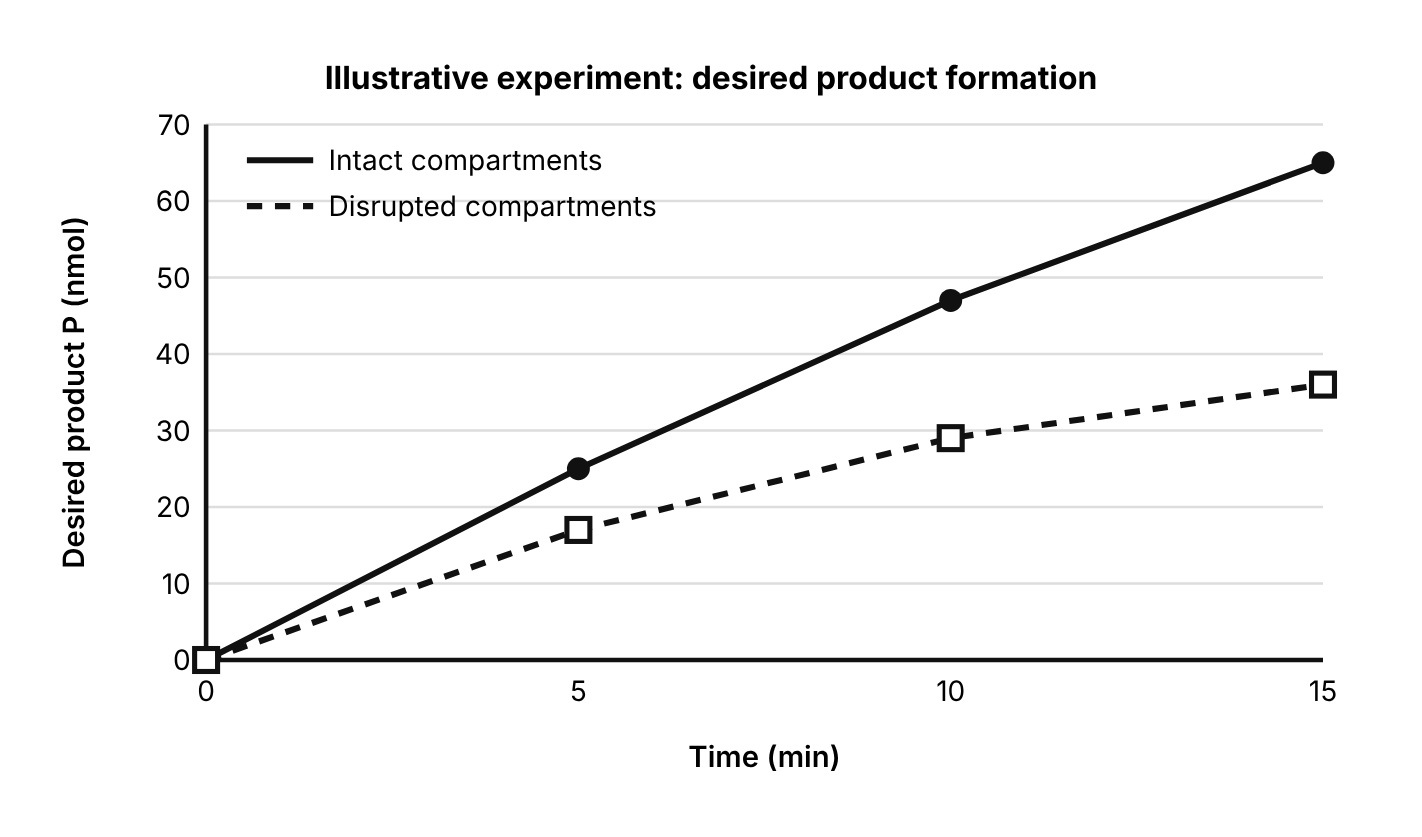 Illustrative experiment: desired product formation
70
60
50
40
30
20
10
0
Desired product P (nmol)
Intact compartments
Disrupted compartments
0 5 10 15
Time (min)